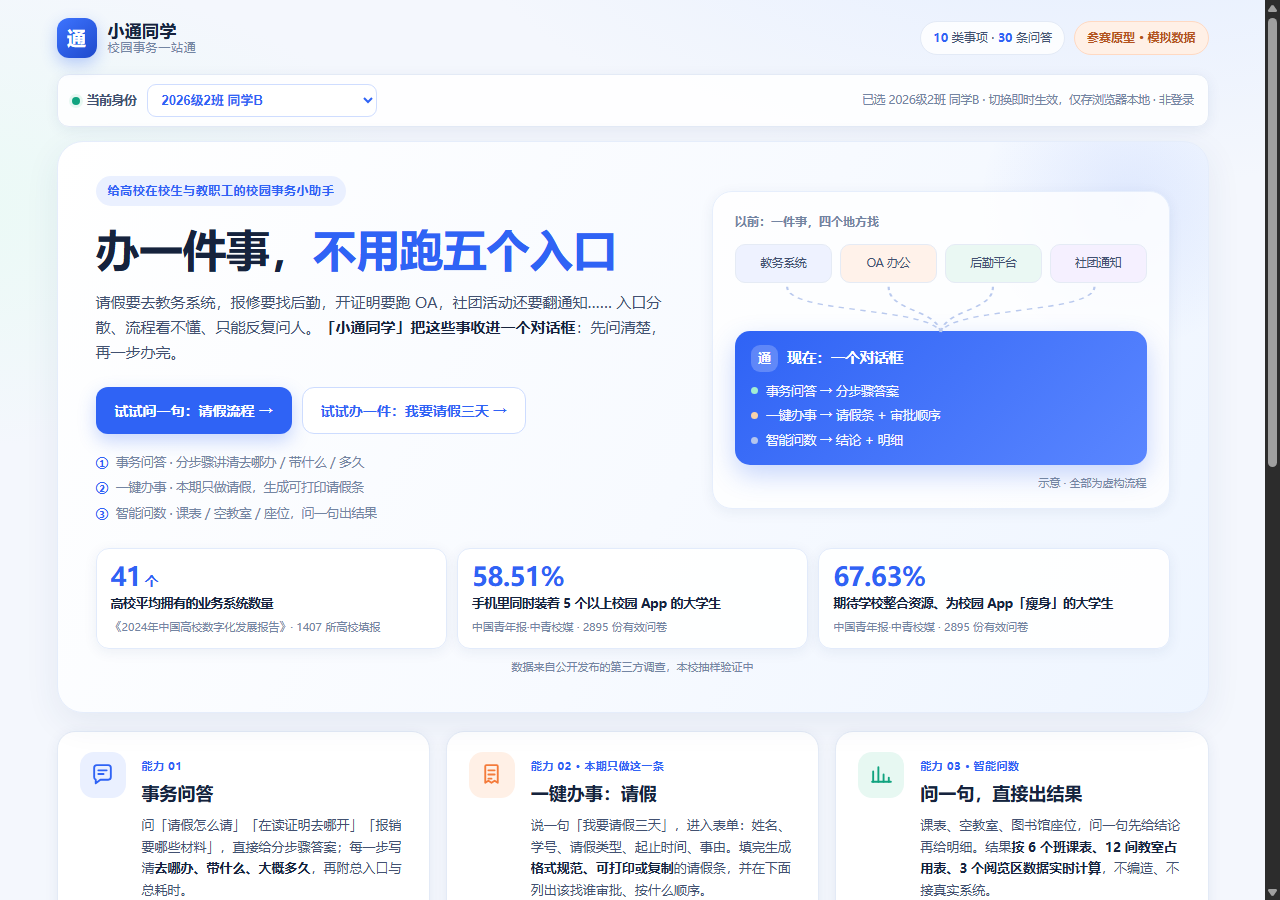 通 小通同学
校园事务一站通
10 类事项 · 30 条问答
参赛原型 • 模拟数据
当前身份 2026级2班 同学B
已选 2026级2班 同学B · 切换即时生效，仅存浏览器本地 · 非登录
给高校在校生与教职工的校园事务小助手
办一件事，不用跑五个入口
请假要去教务系统，报修要找后勤，开证明要跑 OA，社团活动还要翻通知…… 入口分
散、流程看不懂、只能反复问人。「小通同学」把这些事收进一个对话框：先问清楚，
再一步办完。
试试问一句：请假流程 →
试试办一件：我要请假三天 →
① 事务问答 · 分步骤讲清去哪办 / 带什么 / 多久
② 一键办事 · 本期只做请假，生成可打印请假条
③ 智能问数 · 课表 / 空教室 / 座位，问一句出结果
以前：一件事，四个地方找
教务系统
OA 办公
后勤平台
社团通知
通 现在：一个对话框
事务问答 → 分步骤答案
一键办事 → 请假条 + 审批顺序
智能问数 → 结论 + 明细
示意 · 全部为虚构流程
41 个
高校平均拥有的业务系统数量
《2024年中国高校数字化发展报告》· 1407 所高校填报
58.51%
手机里同时装着 5 个以上校园 App 的大学生
中国青年报·中青校媒 · 2895 份有效问卷
67.63%
期待学校整合资源、为校园 App「瘦身」的大学生
中国青年报·中青校媒 · 2895 份有效问卷
数据来自公开发布的第三方调查，本校抽样验证中
能力 01
事务问答
问「请假怎么请」「在读证明去哪开」「报销
要哪些材料」，直接给分步骤答案；每一步写
清去哪办、带什么、大概多久，再附总入口与
总耗时。
能力 02 • 本期只做这一条
一键办事：请假
说一句「我要请假三天」，进入表单：姓名、
学号、请假类型、起止时间、事由。填完生成
格式规范、可打印或复制的请假条，并在下面
列出该找谁审批、按什么顺序。
能力 03 • 智能问数
问一句，直接出结果
课表、空教室、图书馆座位，问一句先给结论
再给明细。结果按 6 个班课表、12 间教室占
用表、3 个阅览区数据实时计算，不编造、不
接真实系统。